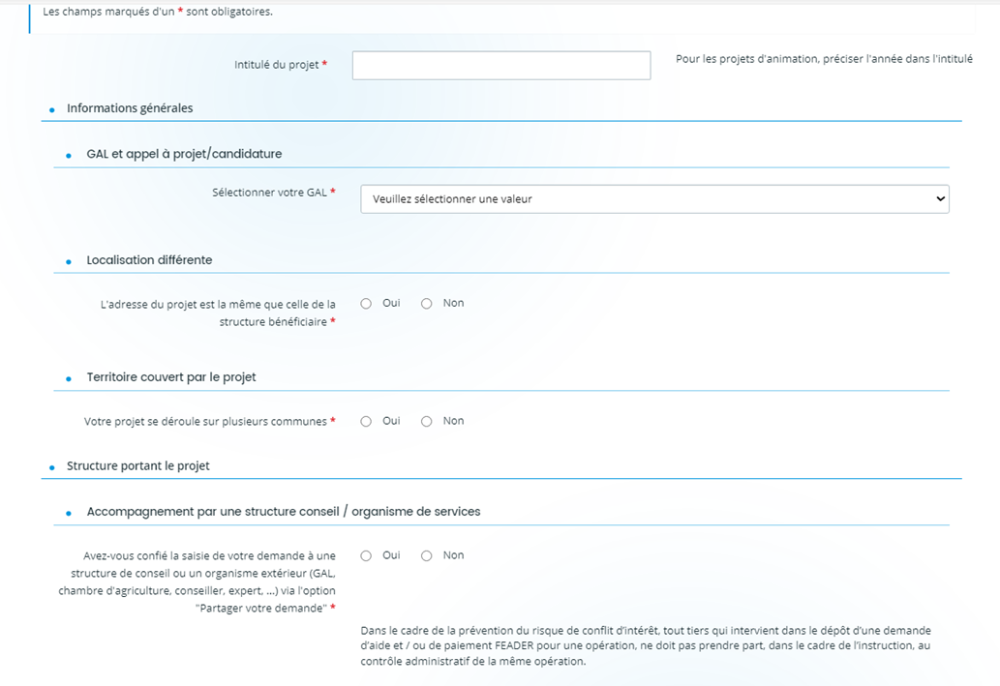 Les champs marqués d'un * sont obligatoires.
Intitulé du projet *
Pour les projets d'animation, préciser l'année dans l'intitulé
Informations générales
GAL et appel à projet/candidature
Sélectionner votre GAL *
Veuillez sélectionner une valeur
Localisation différente
L'adresse du projet est la même que celle de la
structure bénéficiaire *
Oui Non
Territoire couvert par le projet
Votre projet se déroule sur plusieurs communes *
Oui Non
Structure portant le projet
Accompagnement par une structure conseil / organisme de services
Avez-vous confié la saisie de votre demande à une
structure de conseil ou un organisme extérieur (GAL,
chambre d'agriculture, conseiller, expert, ...) via l'option
"Partager votre demande" *
Oui Non
Dans le cadre de la prévention du risque de conflit d'intérêt, tout tiers qui intervient dans le dépôt d'une demande
d'aide et / ou de paiement FEADER pour une opération, ne doit pas prendre part, dans le cadre de l'instruction, au
contrôle administratif de la même opération.